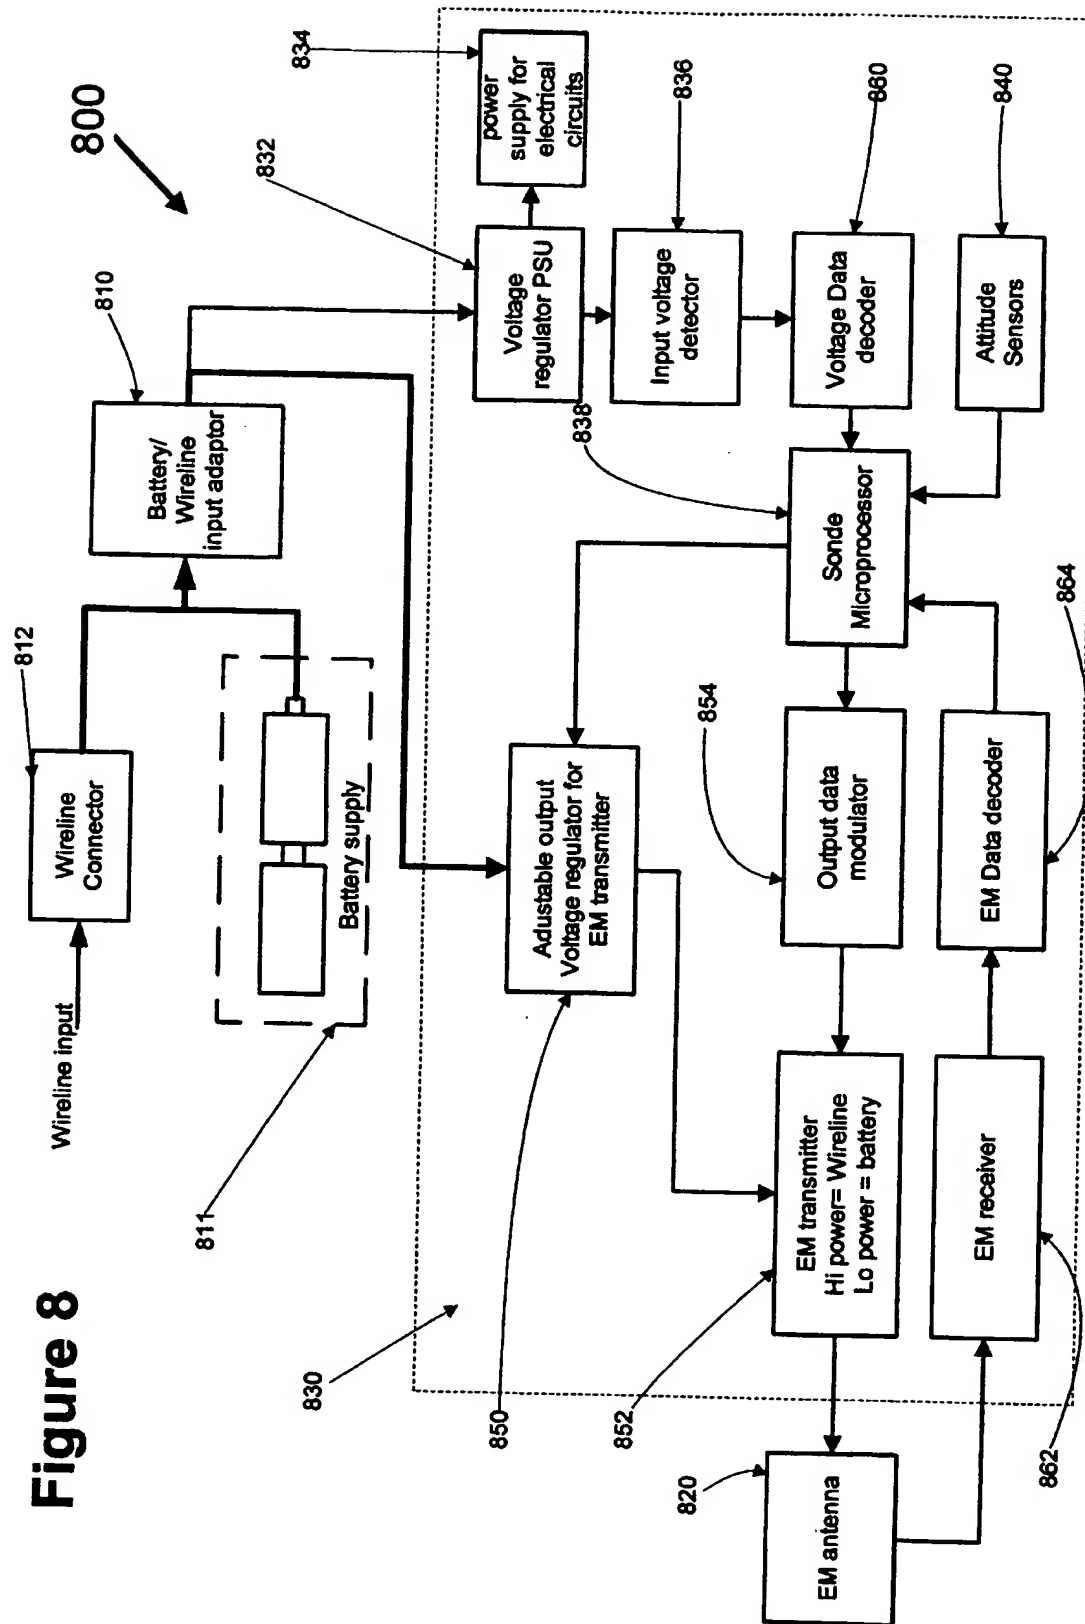 Figure 8
800
Wireline input
Wireline
Connector
812
Battery supply
811
Battery/
Wireline
input adaptor
810
830
832
Voltage
regulator PSU
power
supply for
electrical
circuits
834
Input voltage
detector
836
Voltage Data
decoder
860
Attitude
Sensors
840
Sonde
Microprocessor
838
Adustable output
Voltage regulator for
EM transmitter
850
Output data
modulator
854
EM transmitter
Hi power= Wireline
Lo power = battery
852
EM antenna
820
EM receiver
862
EM Data decoder
864